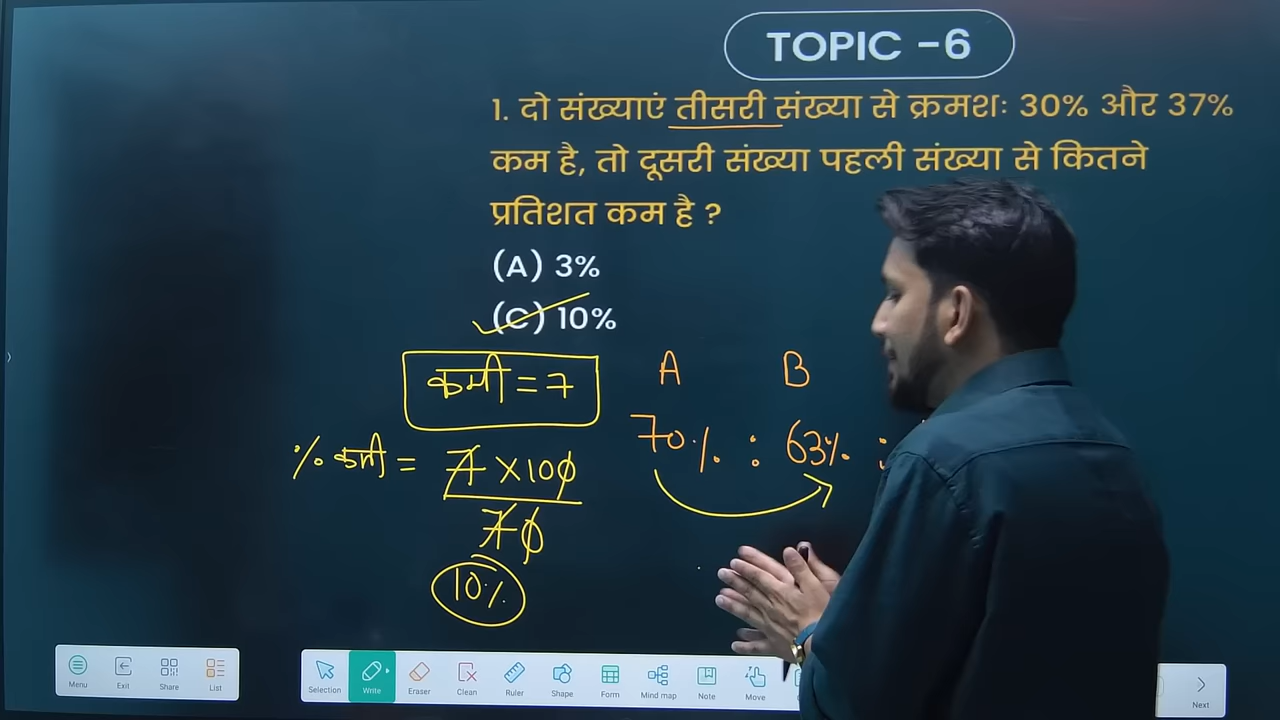 TOPIC -6
1. दो संख्याएं तीसरी संख्या से क्रमशः 30% और 37%
कम है, तो दूसरी संख्या पहली संख्या से कितने
प्रतिशत कम है ?
(A) 3%
(C) 10%
कमी = 7
A B
70% : 63% :
% कमी = 7 × 100
70
10%
Menu Exit Share List Selection Write Eraser Clean Ruler Shape Form Mind map Note Move Next